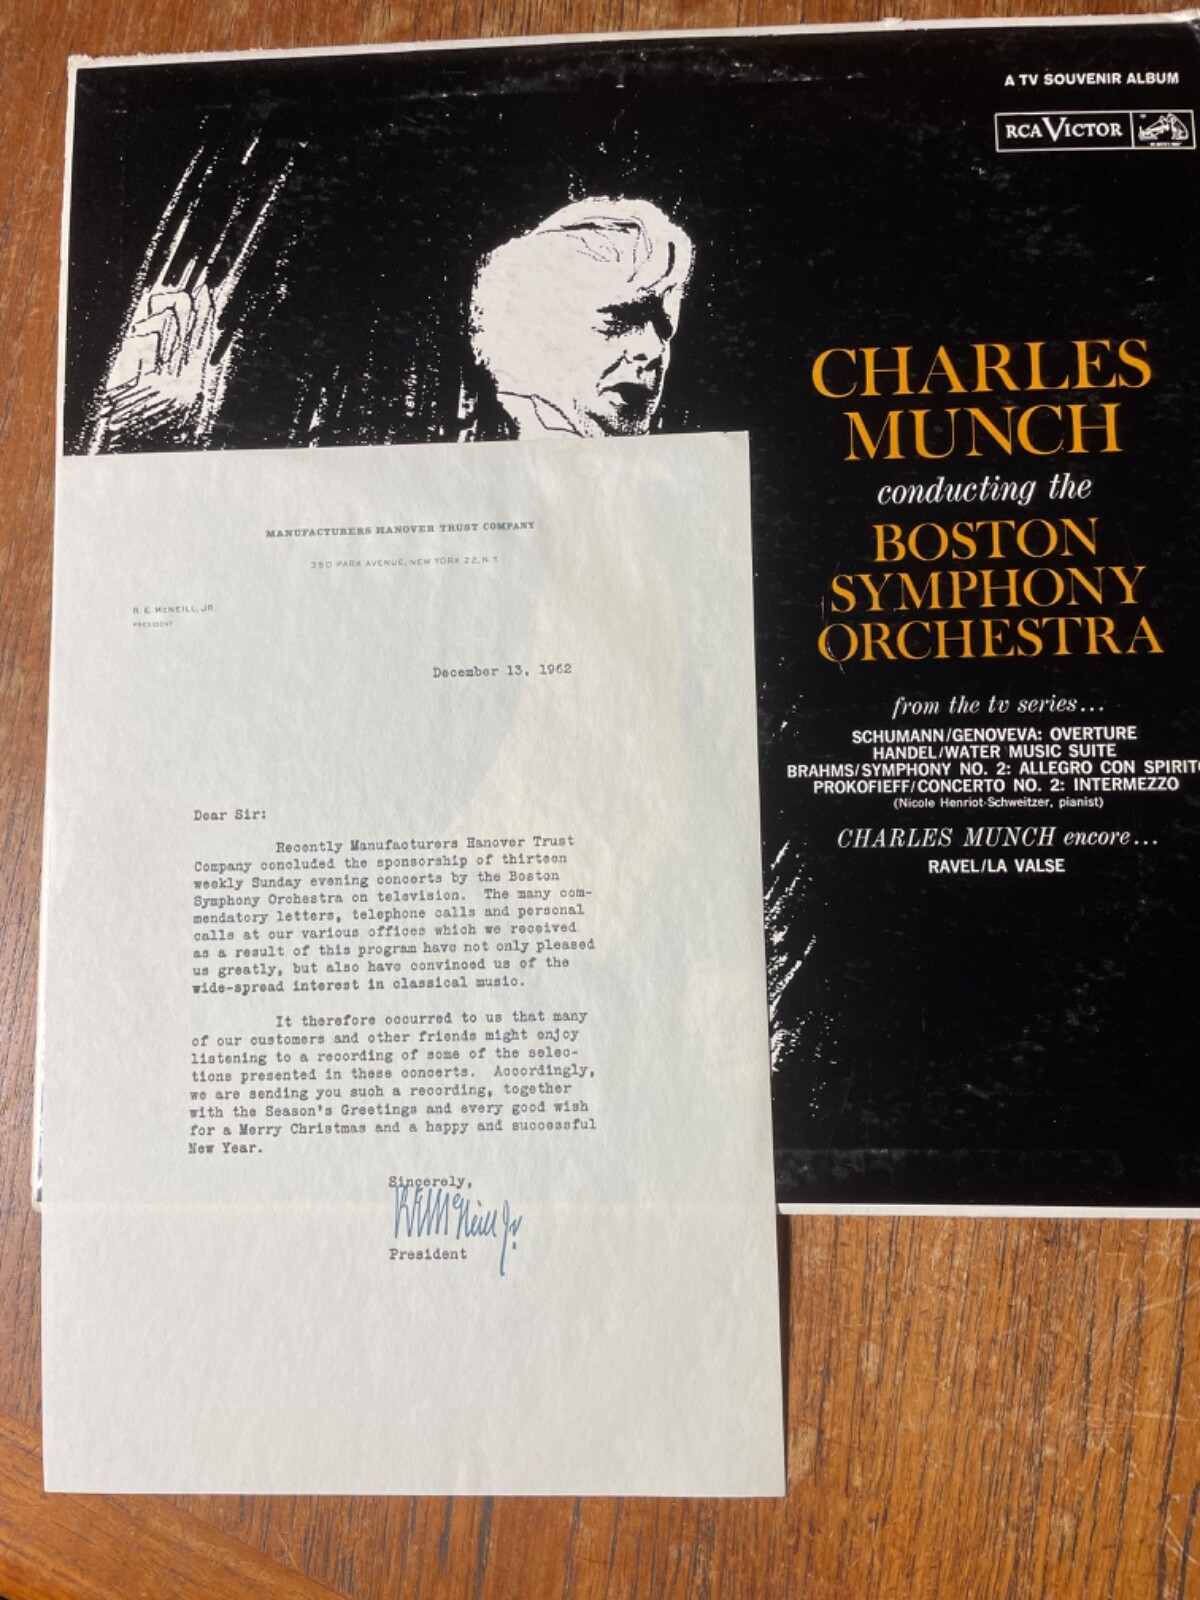 A TV SOUVENIR ALBUM
RCA VICTOR
CHARLES
MUNCH
conducting the
BOSTON
SYMPHONY
ORCHESTRA
from the tv series...
SCHUMANN/GENOVEVA: OVERTURE
HANDEL/WATER MUSIC SUITE
BRAHMS/SYMPHONY NO. 2: ALLEGRO CON SPIRITO
PROKOFIEFF/CONCERTO NO. 2: INTERMEZZO
(Nicole Henriot-Schweitzer, pianist)
CHARLES MUNCH encore...
RAVEL/LA VALSE
MANUFACTURERS HANOVER TRUST COMPANY
350 PARK AVENUE, NEW YORK 22, N.Y.
R. E. McNEILL, JR.
PRESIDENT
December 13, 1962
Dear Sir:
Recently Manufacturers Hanover Trust
Company concluded the sponsorship of thirteen
weekly Sunday evening concerts by the Boston
Symphony Orchestra on television. The many com-
mendatory letters, telephone calls and personal
calls at our various offices which we received
as a result of this program have not only pleased
us greatly, but also have convinced us of the
wide-spread interest in classical music.
It therefore occurred to us that many
of our customers and other friends might enjoy
listening to a recording of some of the selec-
tions presented in these concerts. Accordingly,
we are sending you such a recording, together
with the Season's Greetings and every good wish
for a Merry Christmas and a happy and successful
New Year.
Sincerely,
R E McNeill Jr.
President